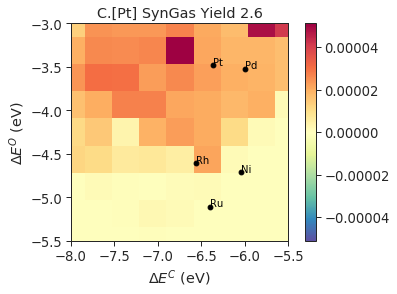 C.[Pt] SynGas Yield 2.6
−3.0
−3.5
−4.0
−4.5
−5.0
−5.5
ΔE^O (eV)
Pt
Pd
Rh
Ni
Ru
−8.0 −7.5 −7.0 −6.5 −6.0 −5.5
ΔE^C (eV)
0.00004
0.00002
0.00000
−0.00002
−0.00004